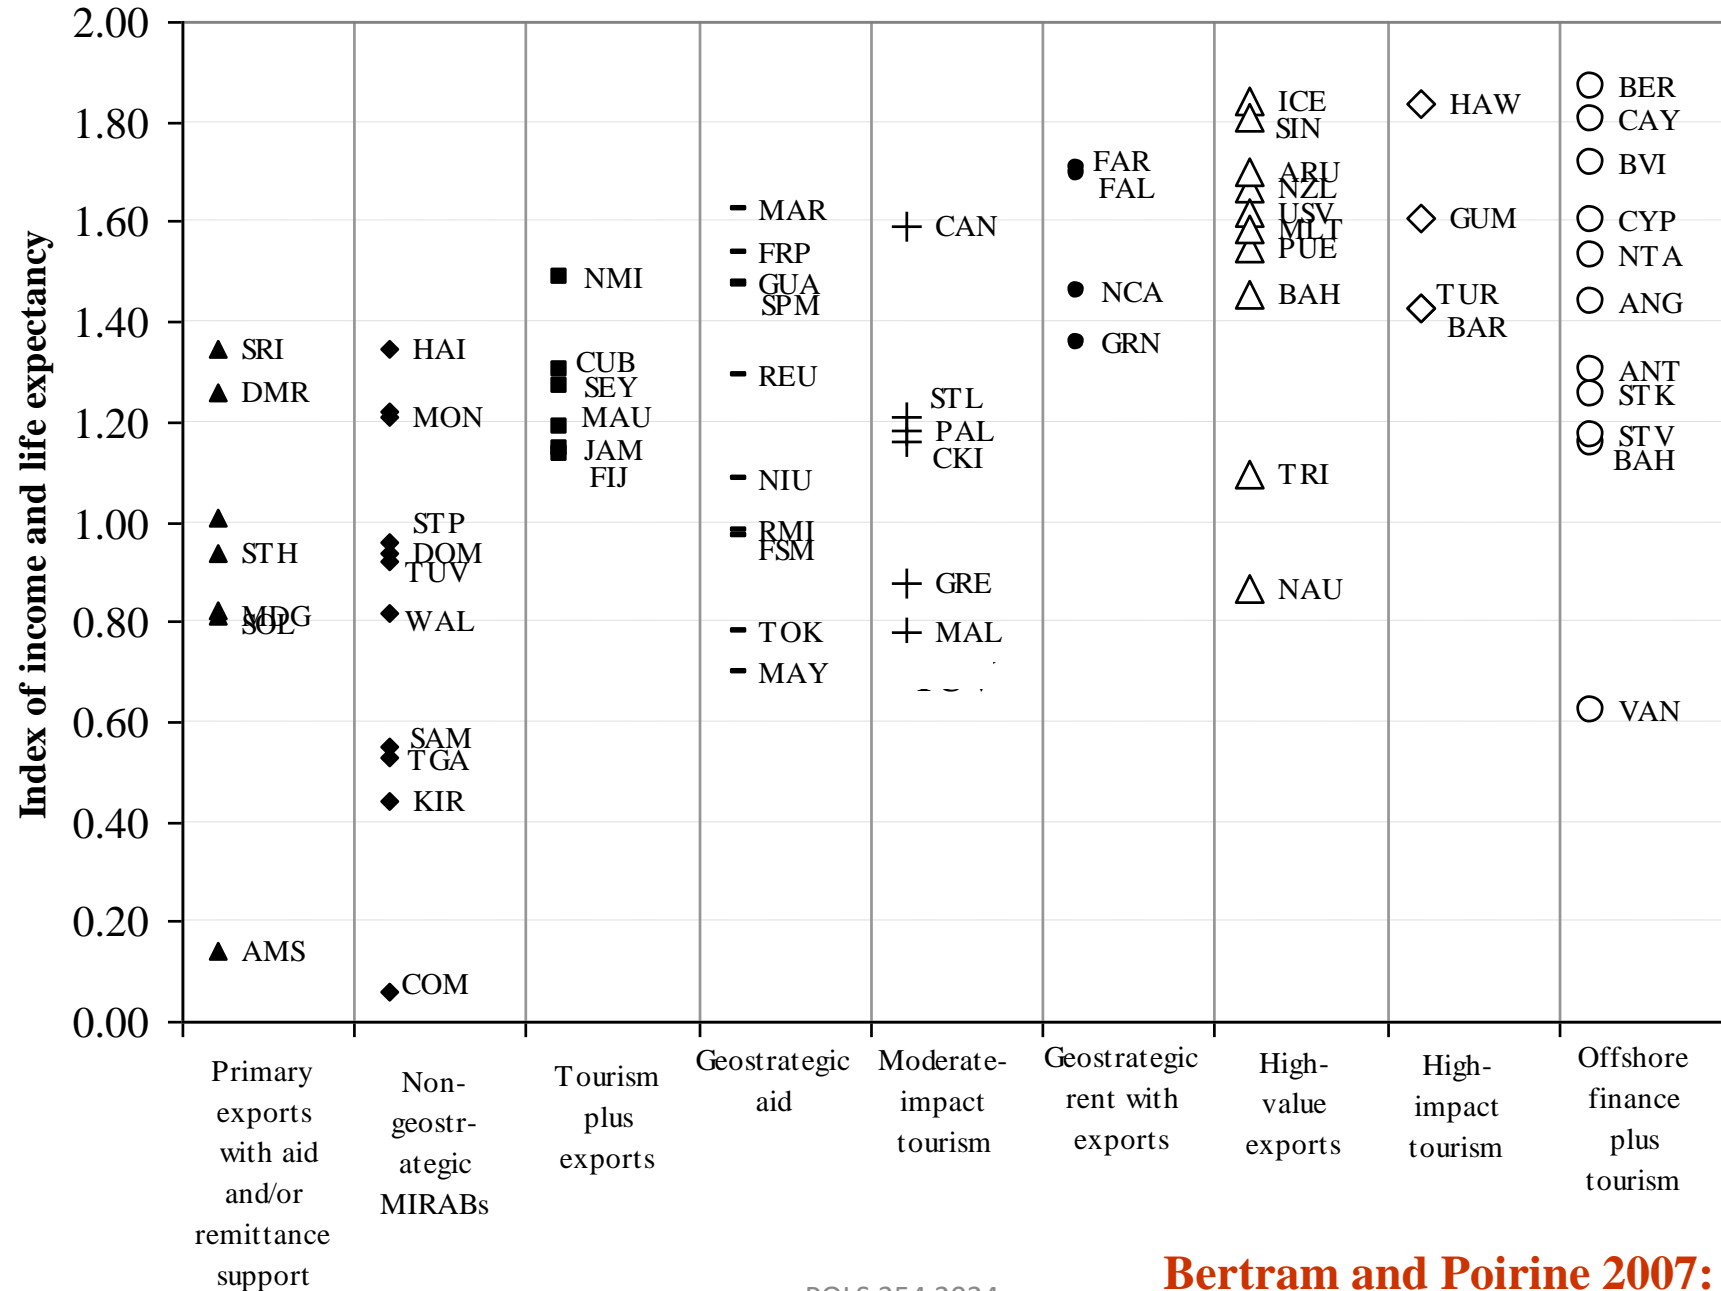 2.00
1.80
1.60
1.40
1.20
1.00
0.80
0.60
0.40
0.20
0.00
Index of income and life expectancy
SRI
DMR
STH
MDG
SOL
AMS
HAI
MON
STP
DOM
TUV
WAL
SAM
TGA
KIR
COM
NMI
CUB
SEY
MAU
JAM
FIJ
MAR
FRP
GUA
SPM
REU
NIU
RMI
FSM
TOK
MAY
CAN
STL
PAL
CKI
GRE
MAL
FAR
FAL
NCA
GRN
ICE
SIN
ARU
NZL
USV
MLT
PUE
BAH
TRI
NAU
HAW
GUM
TUR
BAR
BER
CAY
BVI
CYP
NTA
ANG
ANT
STK
STV
BAH
VAN
Primary
exports
with aid
and/or
remittance
support
Non-
geostr-
ategic
MIRABs
Tourism
plus
exports
Geostrategic
aid
Moderate-
impact
tourism
Geostrategic
rent with
exports
High-
value
exports
High-
impact
tourism
Offshore
finance
plus
tourism
Bertram and Poirine 2007: